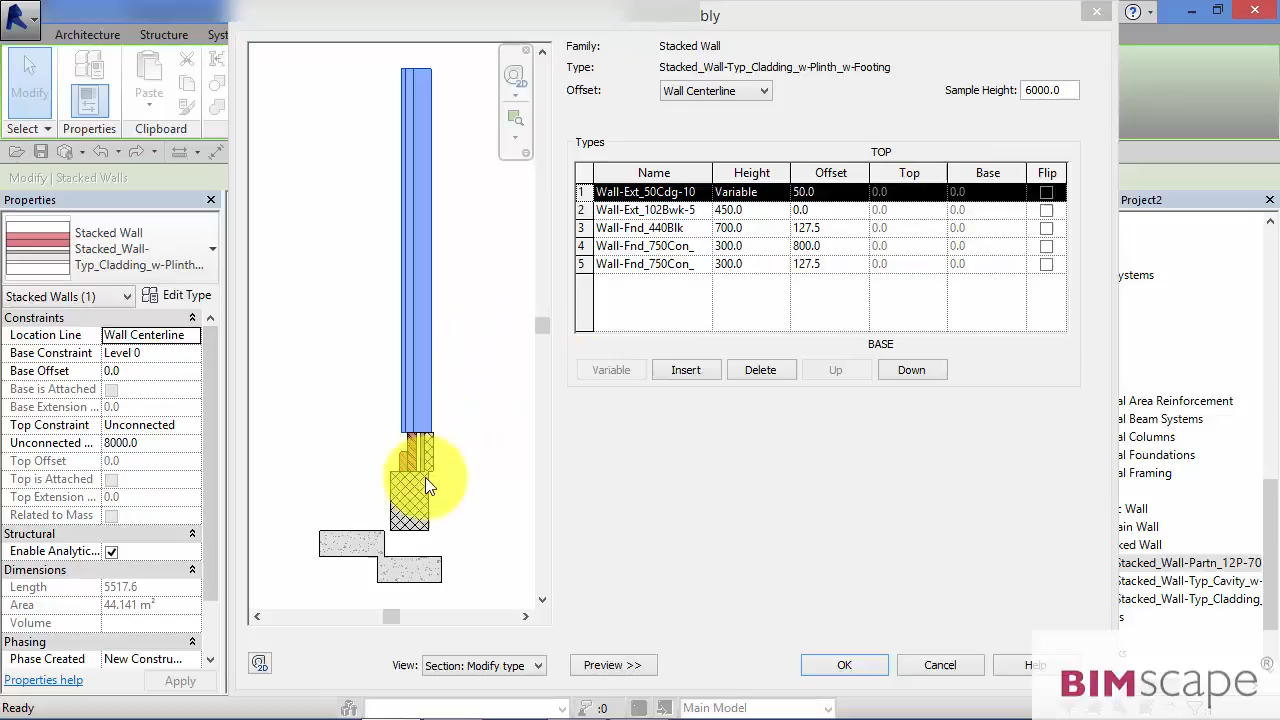 bly
?
Architecture Structure Sys
Modify
Select
Properties
Paste
Clipboard
Modify | Stacked Walls
Properties
Stacked Wall
Stacked_Wall-
Typ_Cladding_w-Plinth...
Stacked Walls (1)
Edit Type
Constraints
Location Line Wall Centerline
Base Constraint Level 0
Base Offset 0.0
Base is Attached
Base Extension ... 0.0
Top Constraint Unconnected
Unconnected ... 8000.0
Top Offset 0.0
Top is Attached
Top Extension ... 0.0
Related to Mass
Structural
Enable Analytic...
Dimensions
Length 5517.6
Area 44.141 m²
Volume
Phasing
Phase Created New Constru...
Properties help
Apply
Ready
2D
Family: Stacked Wall
Type: Stacked_Wall-Typ_Cladding_w-Plinth_w-Footing
Offset: Wall Centerline
Sample Height: 6000.0
Types
TOP
Name Height Offset Top Base Flip
1 Wall-Ext_50Cdg-10 Variable 50.0 0.0 0.0
2 Wall-Ext_102Bwk-5 450.0 0.0 0.0 0.0
3 Wall-Fnd_440Blk 700.0 127.5 0.0 0.0
4 Wall-Fnd_750Con_ 300.0 800.0 0.0 0.0
5 Wall-Fnd_750Con_ 300.0 127.5 0.0 0.0
BASE
Variable Insert Delete Up Down
2D
View: Section: Modify type
Preview >>
OK
Cancel
Help
Project2
ystems
al Area Reinforcement
al Beam Systems
al Columns
al Foundations
al Framing
t Wall
ain Wall
ked Wall
Stacked_Wall-Partn_12P-70
Stacked_Wall-Typ_Cavity_w-
Stacked_Wall-Typ_Cladding_
s
:0
Main Model
BIMscape®